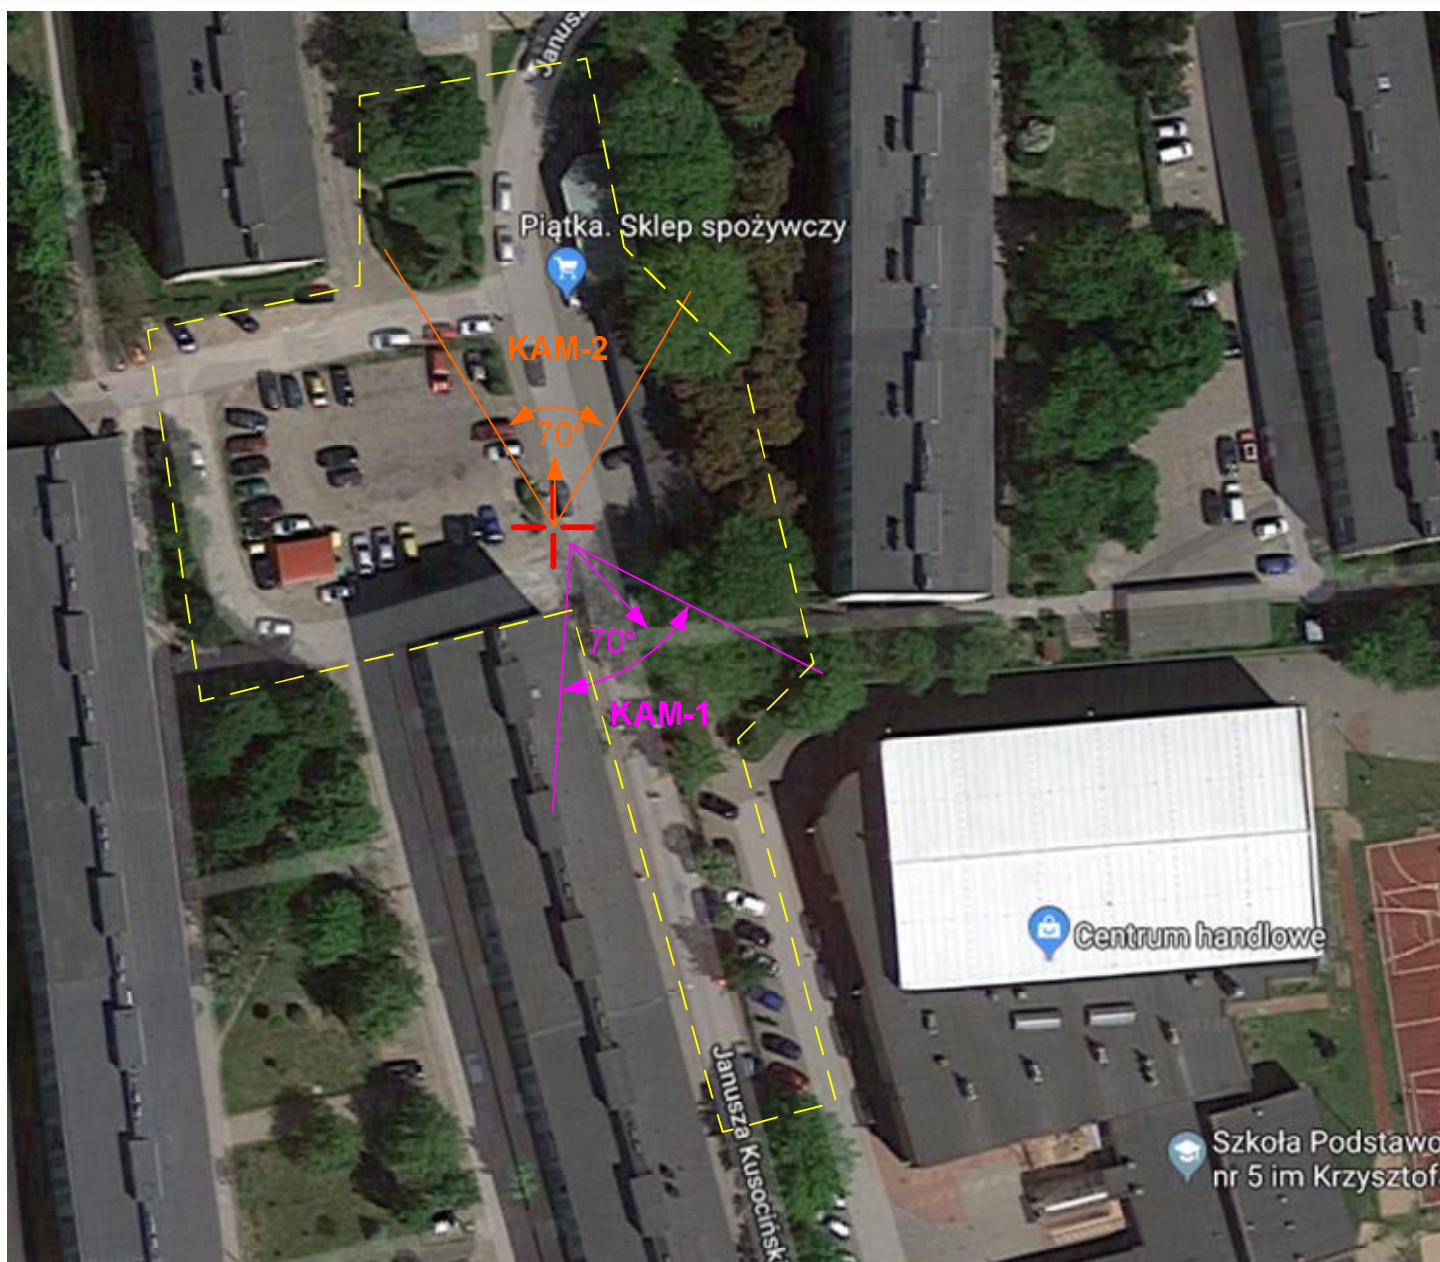 Janusz
Piątka. Sklep spożywczy
KAM-2
70°
70°
KAM-1
Centrum handlowe
Janusza Kusocińsk
Szkoła Podstawo
nr 5 im Krzysztof